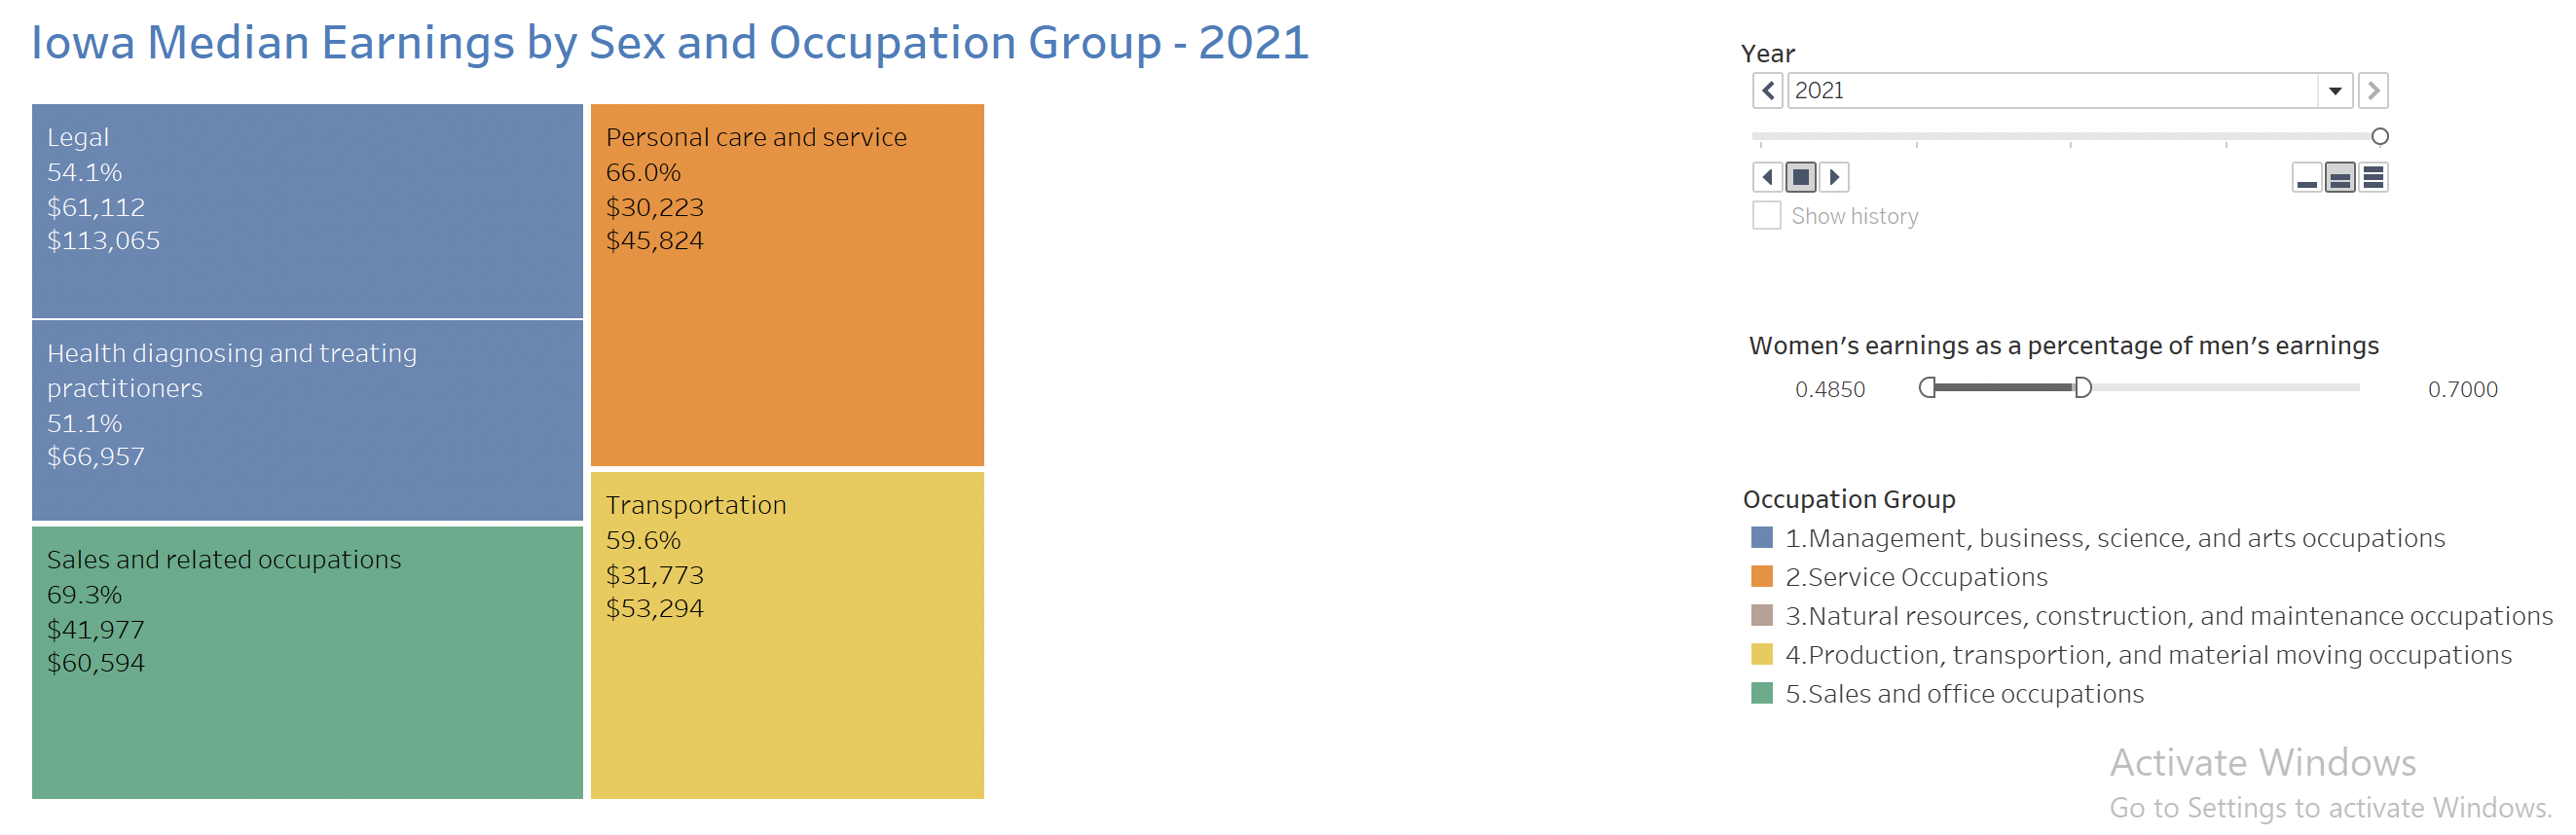 Iowa Median Earnings by Sex and Occupation Group - 2021
Legal
54.1%
$61,112
$113,065
Health diagnosing and treating
practitioners
51.1%
$66,957
Sales and related occupations
69.3%
$41,977
$60,594
Personal care and service
66.0%
$30,223
$45,824
Transportation
59.6%
$31,773
$53,294
Year
2021
Show history
Women's earnings as a percentage of men's earnings
0.4850
0.7000
Occupation Group
1.Management, business, science, and arts occupations
2.Service Occupations
3.Natural resources, construction, and maintenance occupations
4.Production, transportion, and material moving occupations
5.Sales and office occupations
Activate Windows
Go to Settings to activate Windows.